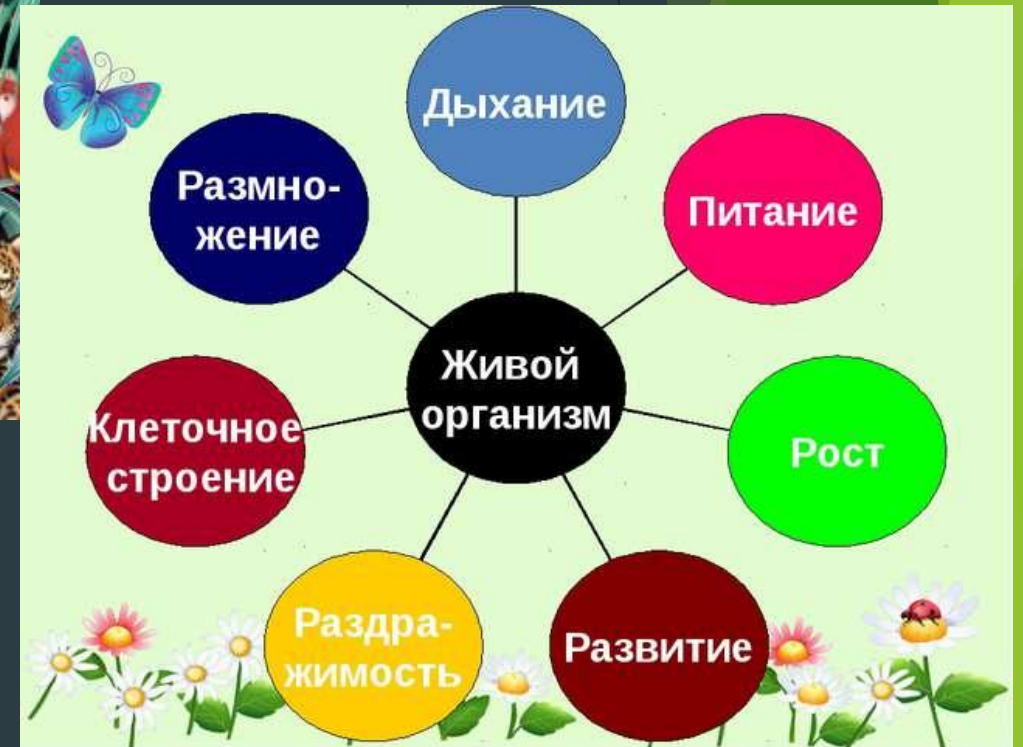 Дыхание
Питание
Рост
Развитие
Раздра-
жимость
Клеточное
строение
Размно-
жение
Живой
организм